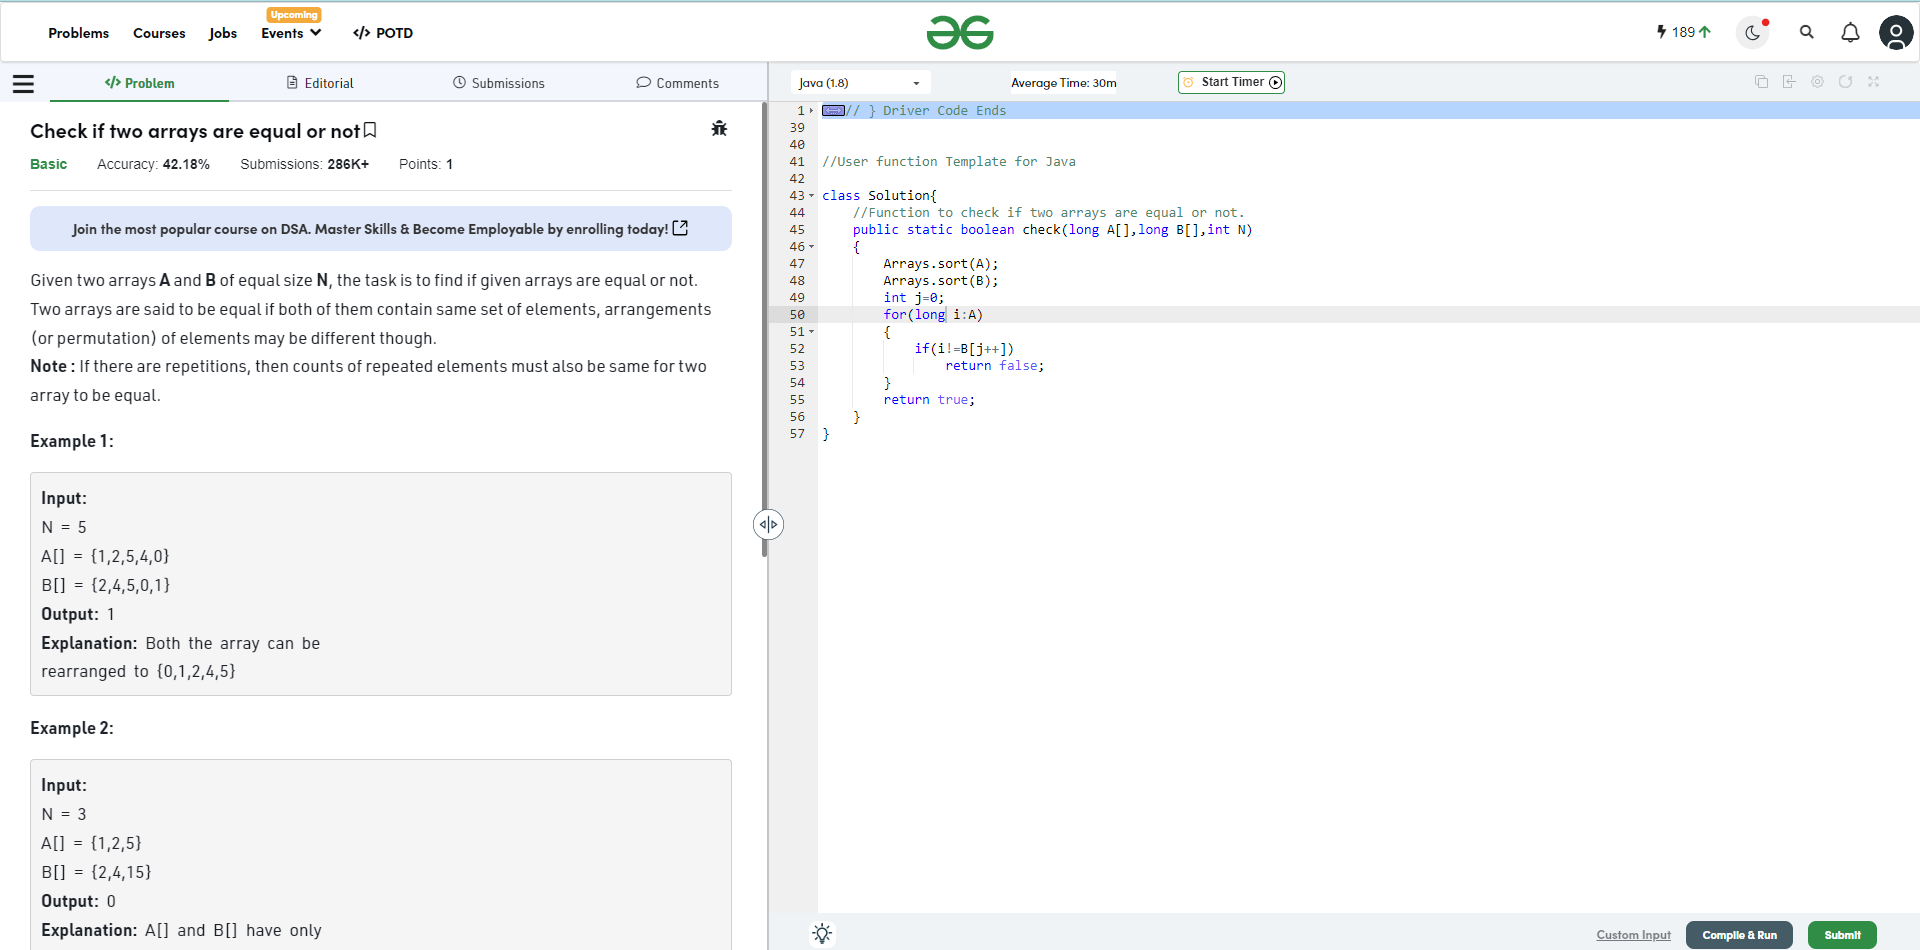 Upcoming
Problems Courses Jobs Events </> POTD
189
</> Problem Editorial Submissions Comments
Java (1.8) Average Time: 30m Start Timer
Check if two arrays are equal or not
Basic Accuracy: 42.18% Submissions: 286K+ Points: 1
Join the most popular course on DSA. Master Skills & Become Employable by enrolling today!
Given two arrays A and B of equal size N, the task is to find if given arrays are equal or not.
Two arrays are said to be equal if both of them contain same set of elements, arrangements
(or permutation) of elements may be different though.
Note : If there are repetitions, then counts of repeated elements must also be same for two
array to be equal.
Example 1:
Input:
N = 5
A[] = {1,2,5,4,0}
B[] = {2,4,5,0,1}
Output: 1
Explanation: Both the array can be
rearranged to {0,1,2,4,5}
Example 2:
Input:
N = 3
A[] = {1,2,5}
B[] = {2,4,15}
Output: 0
Explanation: A[] and B[] have only
1 // } Driver Code Ends
39
40
41 //User function Template for Java
42
43 class Solution{
44 //Function to check if two arrays are equal or not.
45 public static boolean check(long A[],long B[],int N)
46 {
47 Arrays.sort(A);
48 Arrays.sort(B);
49 int j=0;
50 for(long i:A)
51 {
52 if(i!=B[j++])
53 return false;
54 }
55 return true;
56 }
57 }
Custom Input Compile & Run Submit